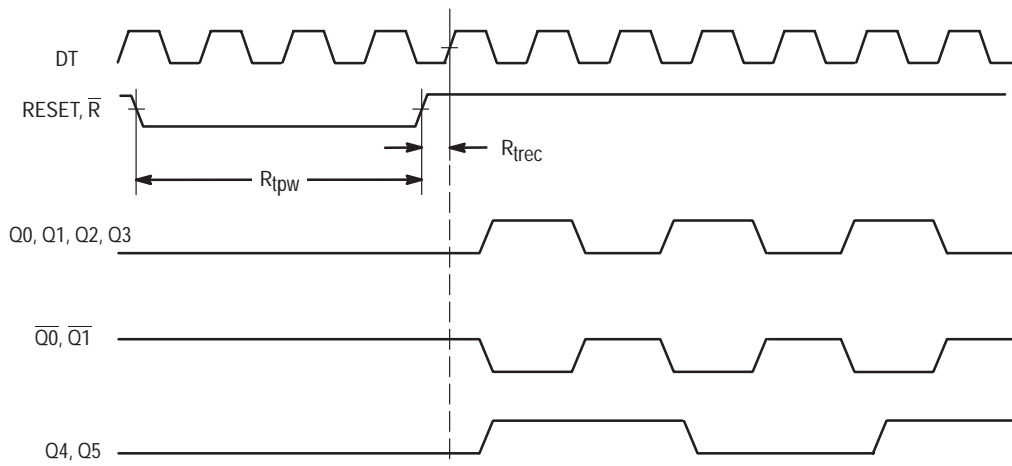 DT
RESET, R̅
Rtrec
Rtpw
Q0, Q1, Q2, Q3
Q̅0̅, Q̅1̅
Q4, Q5